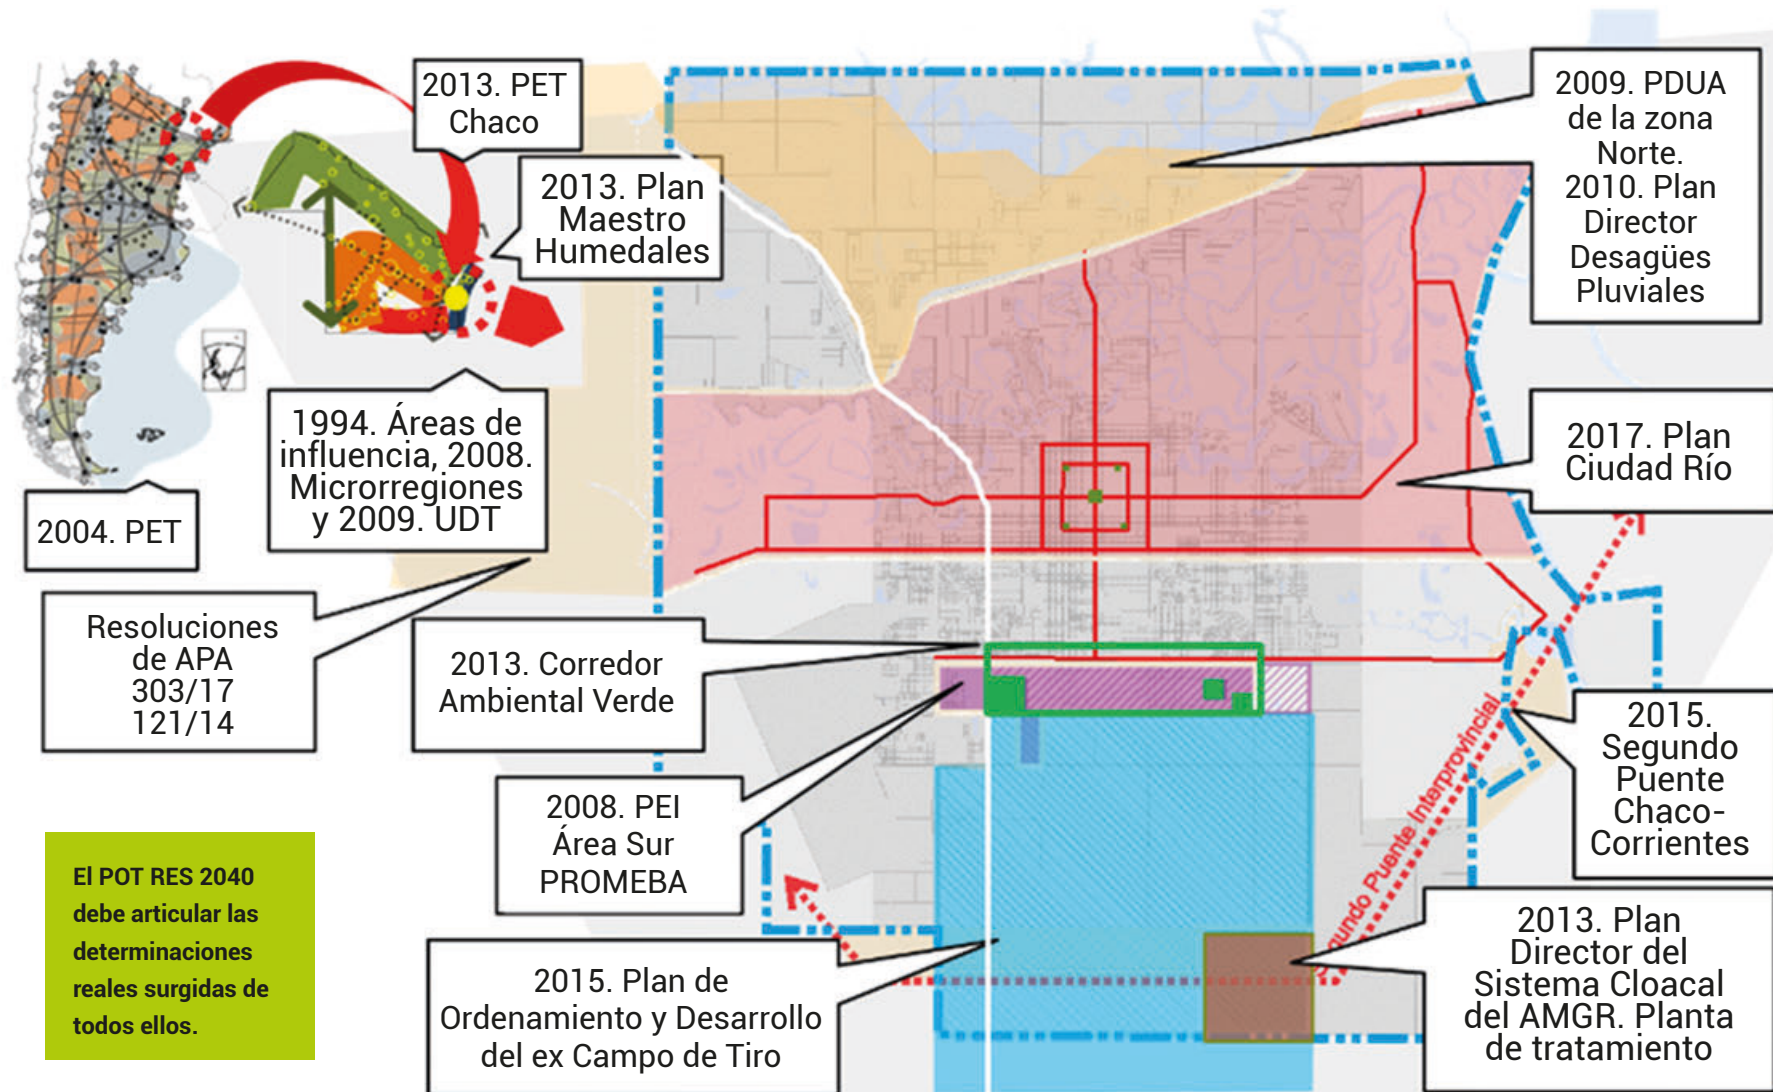 2013. PET
Chaco
2013. Plan
Maestro
Humedales
2009. PDUA
de la zona
Norte.
2010. Plan
Director
Desagües
Pluviales
1994. Áreas de
influencia, 2008.
Microrregiones
y 2009. UDT
2017. Plan
Ciudad Río
2004. PET
Resoluciones
de APA
303/17
121/14
2013. Corredor
Ambiental Verde
2015.
Segundo
Puente
Chaco-
Corrientes
2008. PEI
Área Sur
PROMEBA
El POT RES 2040
debe articular las
determinaciones
reales surgidas de
todos ellos.
2015. Plan de
Ordenamiento y Desarrollo
del ex Campo de Tiro
gundo Puente Interprovincial
2013. Plan
Director del
Sistema Cloacal
del AMGR. Planta
de tratamiento